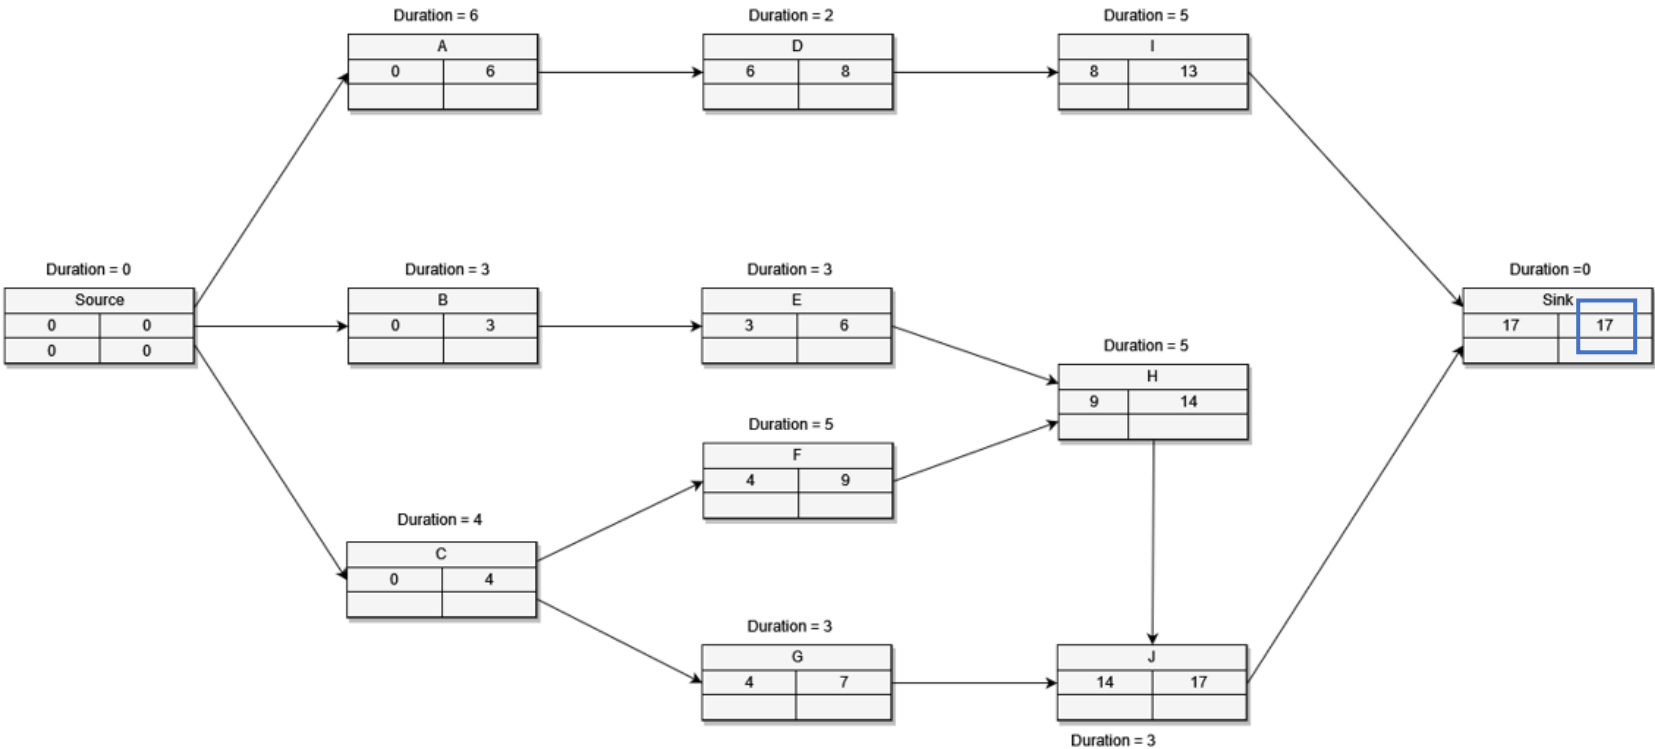 Duration = 6
A
0 6
Duration = 2
D
6 8
Duration = 5
I
8 13
Duration = 0
Source
0 0
0 0
Duration = 3
B
0 3
Duration = 3
E
3 6
Duration = 5
H
9 14
Duration =0
Sink
17 17
Duration = 5
F
4 9
Duration = 4
C
0 4
Duration = 3
G
4 7
J
14 17
Duration = 3